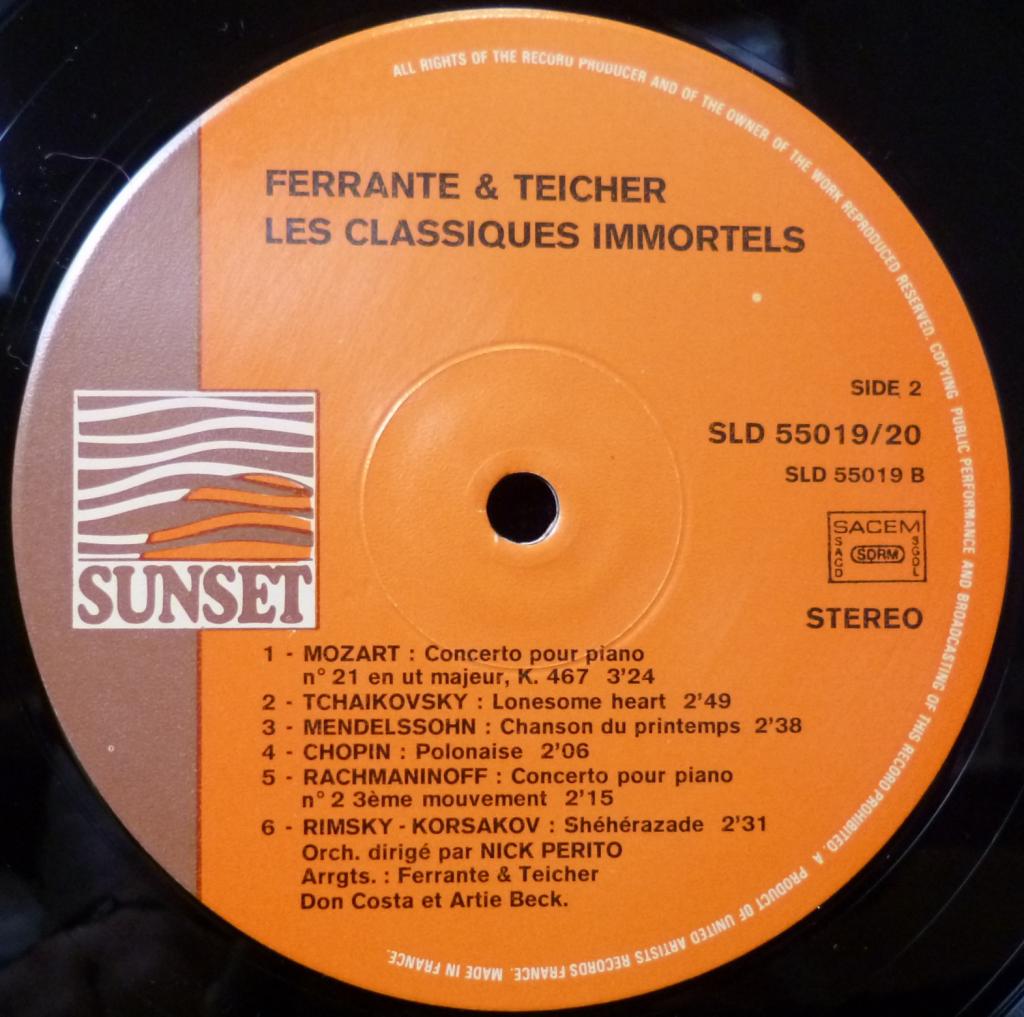 ALL RIGHTS OF THE RECORD PRODUCER AND OF THE OWNER OF THE WORK REPRODUCED RESERVED. COPYING PUBLIC PERFORMANCE AND BROADCASTING OF THIS RECORD PROHIBITED. A PRODUCT OF UNITED ARTISTS RECORDS FRANCE. MADE IN FRANCE.
FERRANTE & TEICHER
LES CLASSIQUES IMMORTELS
SIDE 2
SLD 55019/20
SLD 55019 B
SACEM
SACD
SDRM
SGDL
STEREO
SUNSET
1 - MOZART : Concerto pour piano
n° 21 en ut majeur, K. 467 3'24
2 - TCHAIKOVSKY : Lonesome heart 2'49
3 - MENDELSSOHN : Chanson du printemps 2'38
4 - CHOPIN : Polonaise 2'06
5 - RACHMANINOFF : Concerto pour piano
n° 2 3ème mouvement 2'15
6 - RIMSKY - KORSAKOV : Shéhérazade 2'31
Orch. dirigé par NICK PERITO
Arrgts. : Ferrante & Teicher
Don Costa et Artie Beck.